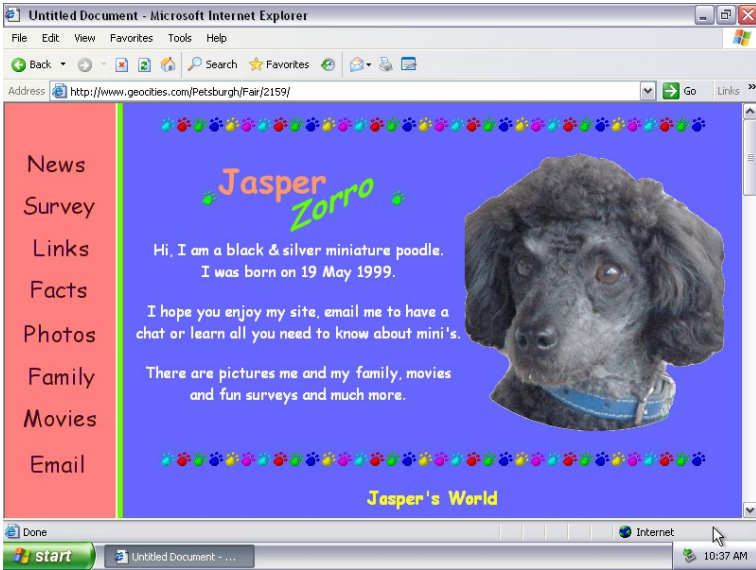 Untitled Document - Microsoft Internet Explorer
File Edit View Favorites Tools Help
Back Search Favorites
Address http://www.geocities.com/Petsburgh/Fair/2159/ Go Links »
News
Survey
Links
Facts
Photos
Family
Movies
Email
Jasper
Zorro
Hi, I am a black & silver miniature poodle.
I was born on 19 May 1999.
I hope you enjoy my site, email me to have a
chat or learn all you need to know about mini's.
There are pictures me and my family, movies
and fun surveys and much more.
Jasper's World
Done Internet
start Untitled Document - ... 10:37 AM